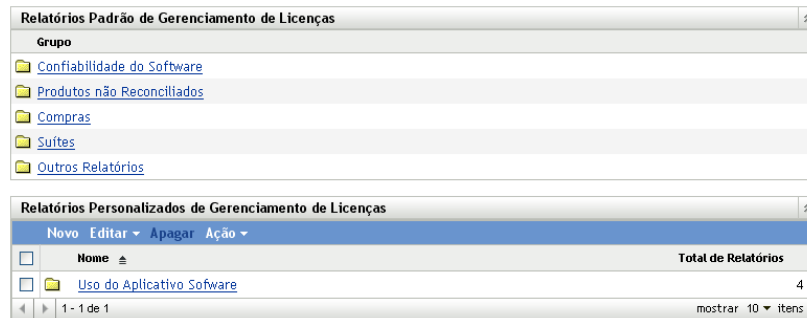 Relatórios Padrão de Gerenciamento de Licenças
Grupo
Confiabilidade do Software
Produtos não Reconciliados
Compras
Suítes
Outros Relatórios
Relatórios Personalizados de Gerenciamento de Licenças
Novo Editar Apagar Ação
Nome Total de Relatórios
Uso do Aplicativo Sofware 4
1 - 1 de 1 mostrar 10 itens